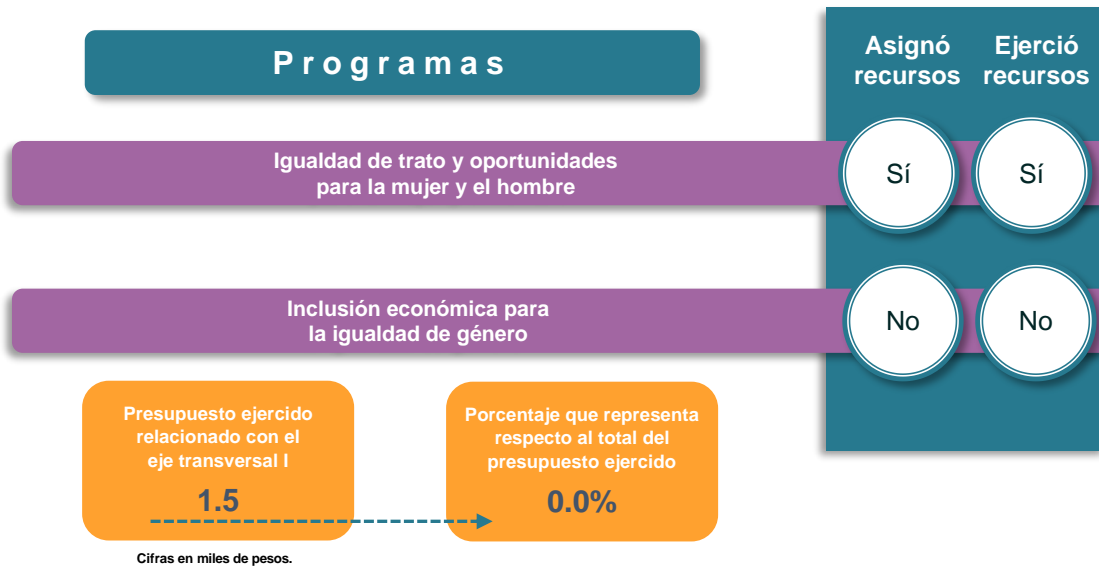 Programas
Asignó
recursos
Ejerció
recursos
Igualdad de trato y oportunidades
para la mujer y el hombre
Sí
Sí
Inclusión económica para
la igualdad de género
No
No
Presupuesto ejercido
relacionado con el
eje transversal I
1.5
Porcentaje que representa
respecto al total del
presupuesto ejercido
0.0%
Cifras en miles de pesos.